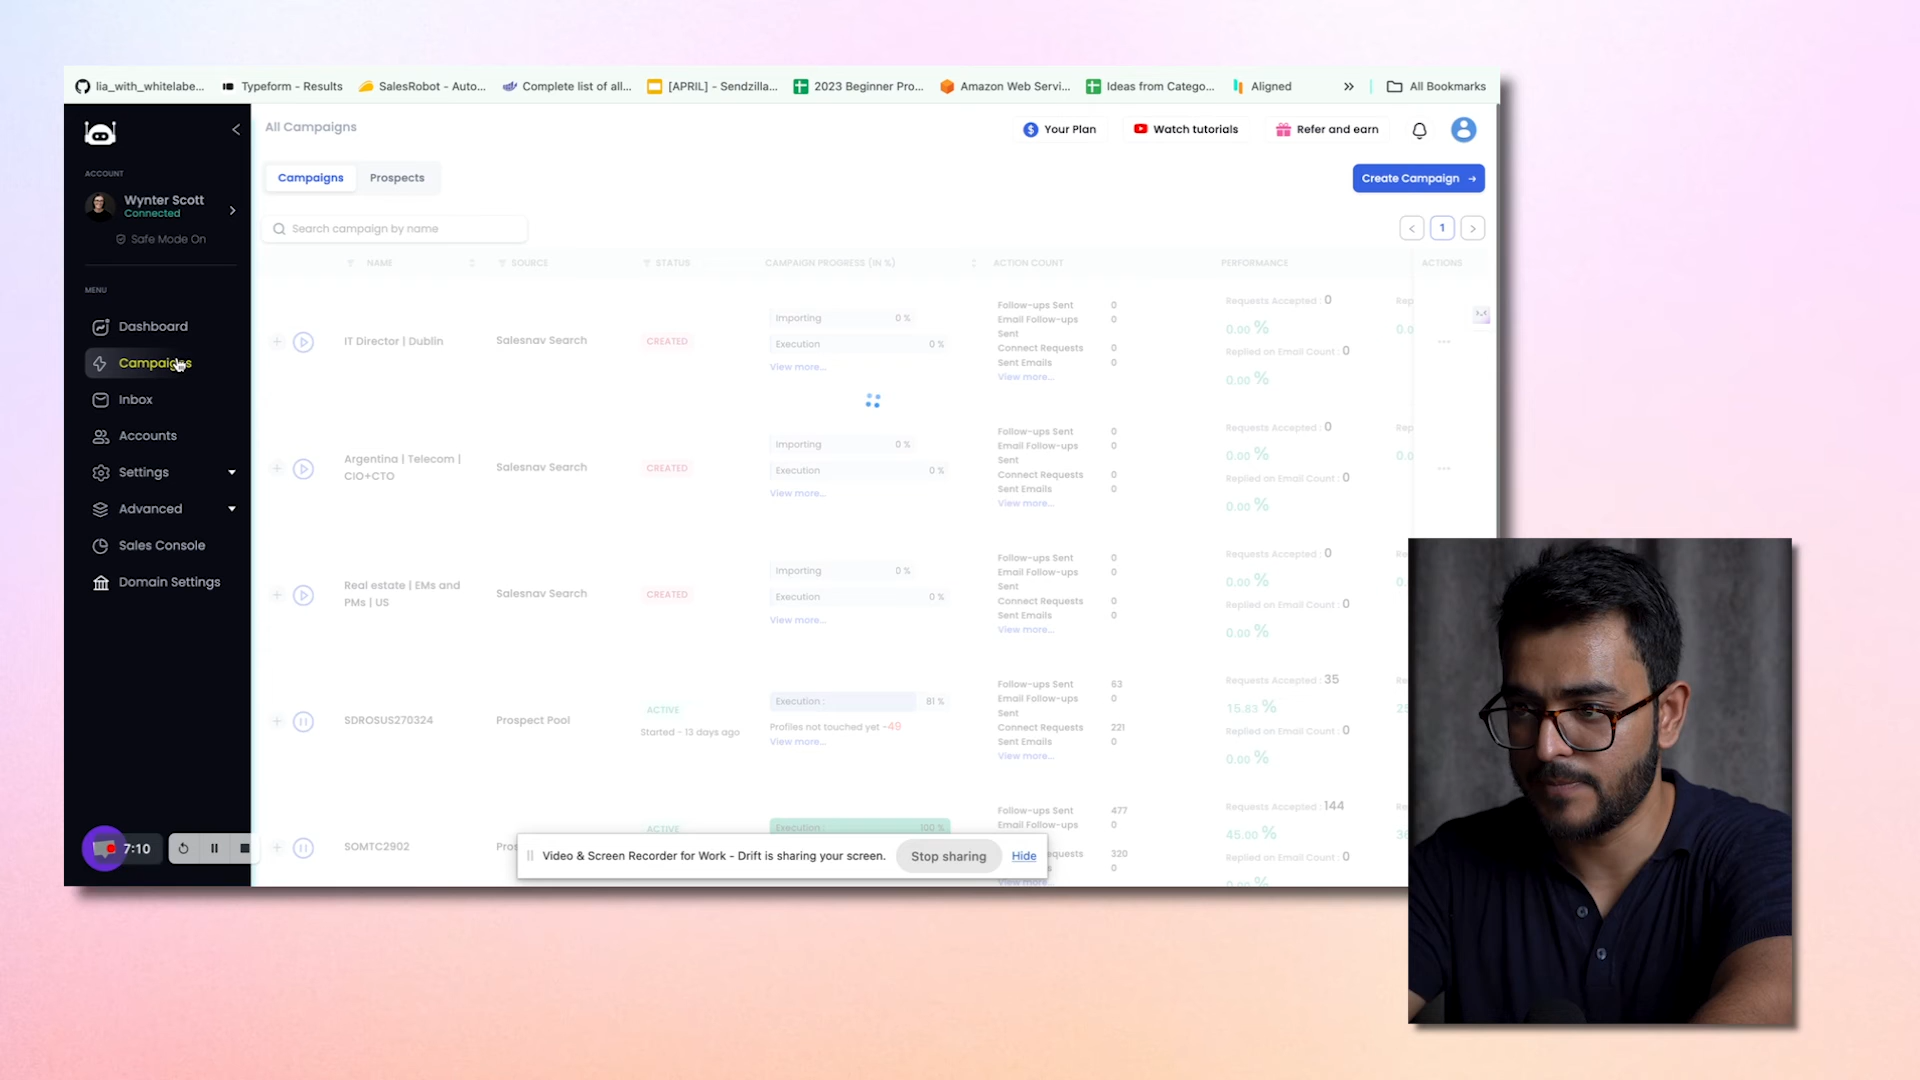 lia_with_whitelabe...
Typeform - Results
SalesRobot - Auto...
Complete list of all...
[APRIL] - Sendzilla...
2023 Beginner Pro...
Amazon Web Servi...
Ideas from Catego...
Aligned
All Bookmarks
All Campaigns
Your Plan
Watch tutorials
Refer and earn
ACCOUNT
Wynter Scott
Connected
Safe Mode On
MENU
Dashboard
Campaigns
Inbox
Accounts
Settings
Advanced
Sales Console
Domain Settings
7:10
Campaigns
Prospects
Create Campaign →
Search campaign by name
< 1 >
NAME
SOURCE
STATUS
CAMPAIGN PROGRESS (IN %)
ACTION COUNT
PERFORMANCE
ACTIONS
IT Director | Dublin
Salesnav Search
CREATED
Importing 0 %
Execution 0 %
View more...
Follow-ups Sent 0
Email Follow-ups 0
Sent
Connect Requests 0
Sent Emails 0
View more...
Requests Accepted : 0
0.00 %
Replied on Email Count : 0
0.00 %
Rep
0.0
Argentina | Telecom |
CIO+CTO
Salesnav Search
CREATED
Importing 0 %
Execution 0 %
View more...
Follow-ups Sent 0
Email Follow-ups 0
Sent
Connect Requests 0
Sent Emails 0
View more...
Requests Accepted : 0
0.00 %
Replied on Email Count : 0
0.00 %
Rep
0.0
Real estate | EMs and
PMs | US
Salesnav Search
CREATED
Importing 0 %
Execution 0 %
View more...
Follow-ups Sent 0
Email Follow-ups 0
Sent
Connect Requests 0
Sent Emails 0
View more...
Requests Accepted : 0
0.00 %
Replied on Email Count : 0
0.00 %
SDROSUS270324
Prospect Pool
ACTIVE
Started - 13 days ago
Execution : 81 %
Profiles not touched yet -49
View more...
Follow-ups Sent 63
Email Follow-ups 0
Sent
Connect Requests 221
Sent Emails 0
View more...
Requests Accepted : 35
15.83 %
Replied on Email Count : 0
0.00 %
SOMTC2902
Pros
ACTIVE
Execution : 100 %
Follow-ups Sent 477
Email Follow-ups 0
equests 320
0
View more...
Requests Accepted : 144
45.00 %
Replied on Email Count : 0
0.00 %
Video & Screen Recorder for Work - Drift is sharing your screen.
Stop sharing
Hide